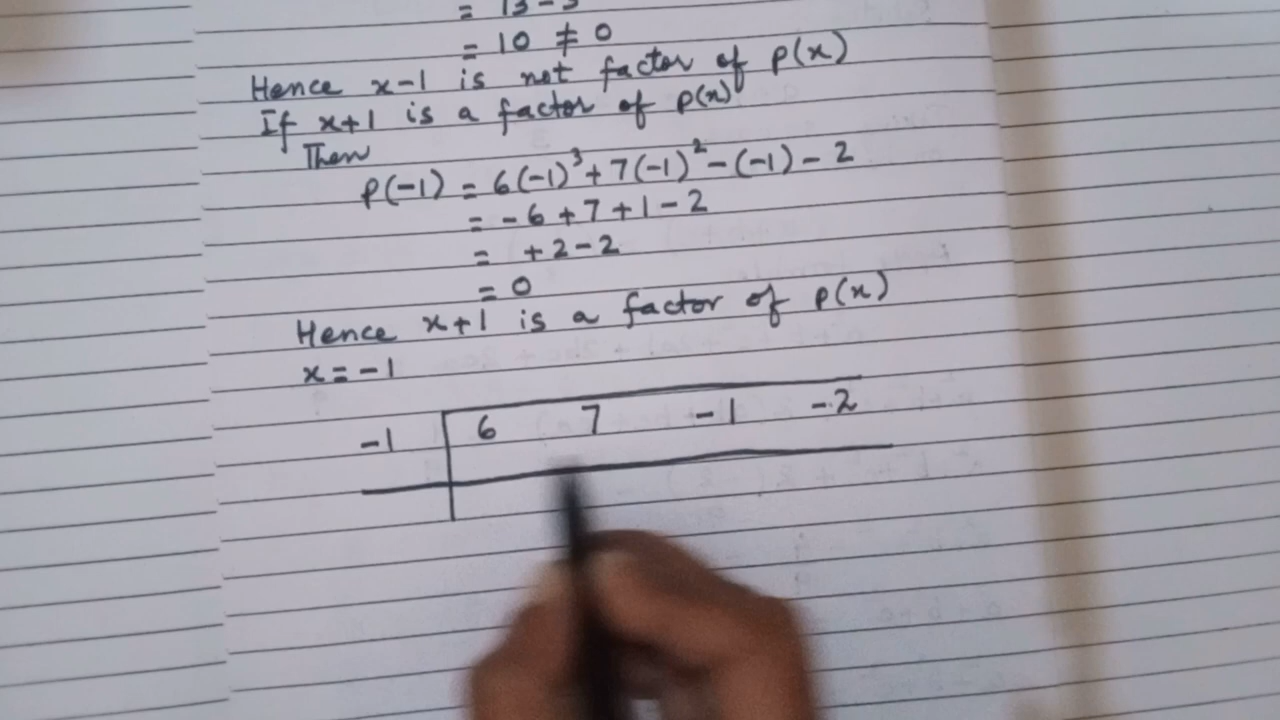 = 13-3
= 10 ≠ 0
Hence x-1 is not factor of p(x)
If x+1 is a factor of p(x)
Then
p(-1) = 6(-1)³+7(-1)²-(-1)-2
= -6+7+1-2
= +2-2
= 0
Hence x+1 is a factor of p(x)
x = -1
-1 6 7 -1 -2